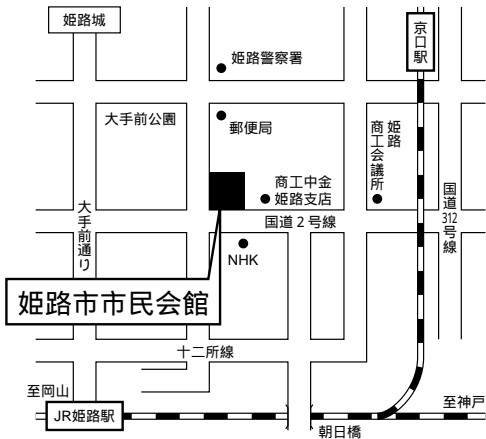 姫路城
京口駅
姫路警察署
大手前公園
郵便局
姫路
商工会議所
商工中金
姫路支店
国道312号線
大手前通り
国道2号線
NHK
姫路市市民会館
十二所線
至岡山
至神戸
JR姫路駅
朝日橋